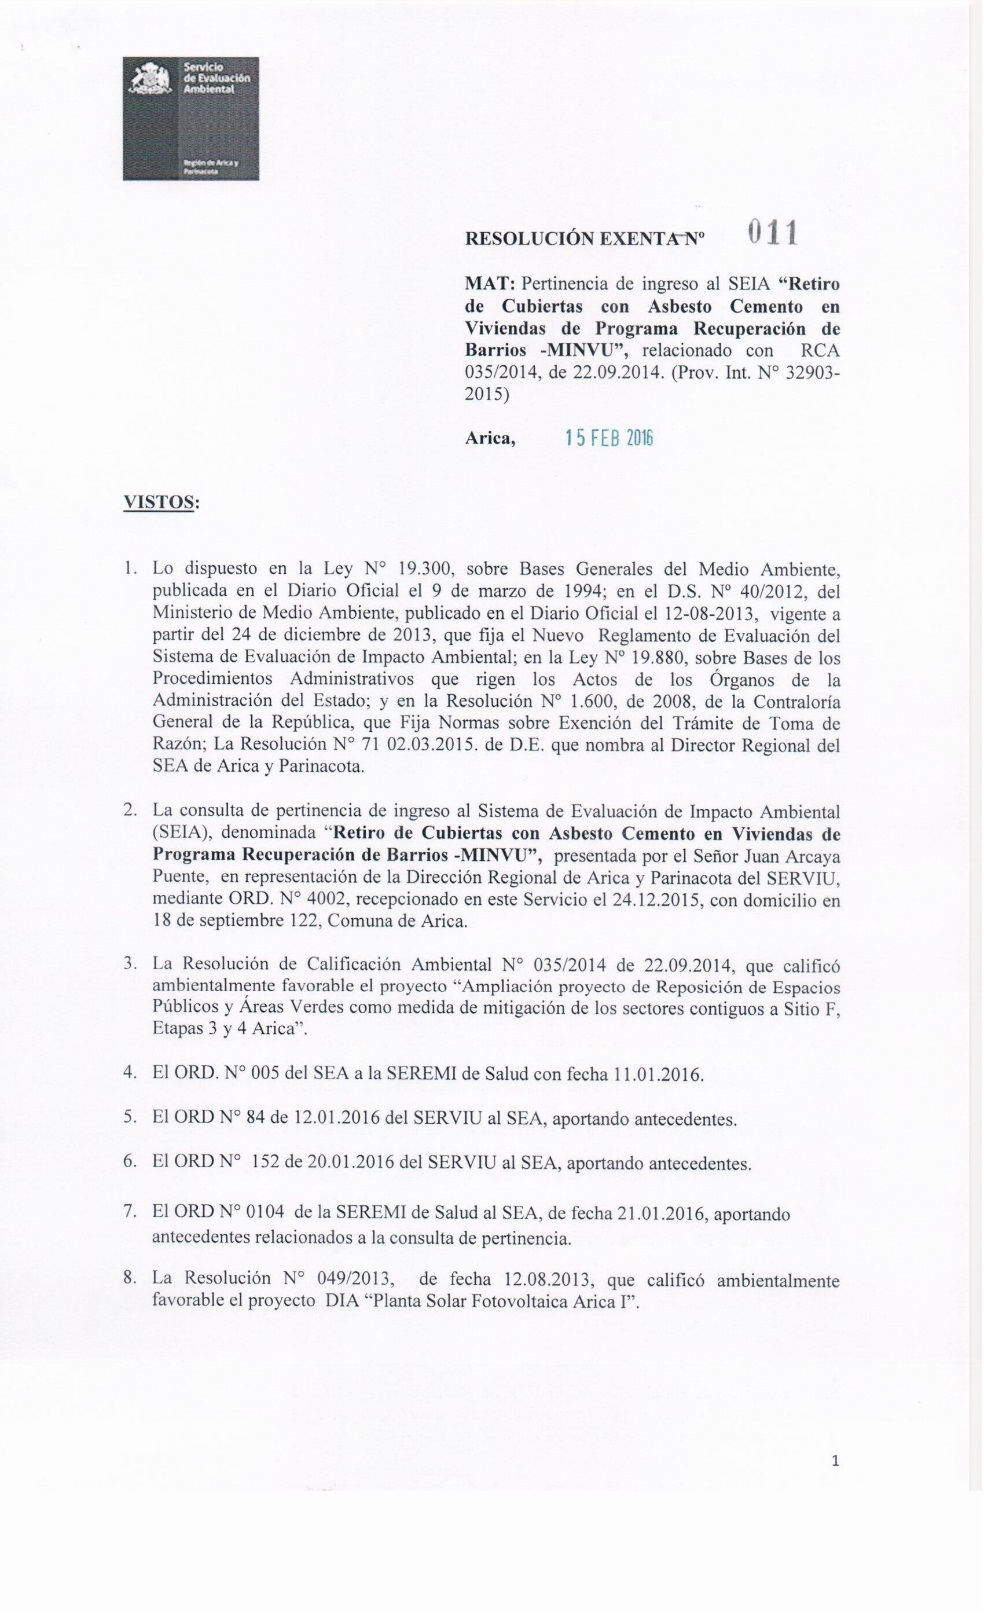 Servicio
de Evaluación
Ambiental
Región de Arica y
Parinacota
RESOLUCIÓN EXENTA Nº 011
MAT: Pertinencia de ingreso al SEIA “Retiro
de Cubiertas con Asbesto Cemento en
Viviendas de Programa Recuperación de
Barrios -MINVU”, relacionado con RCA
035/2014, de 22.09.2014. (Prov. Int. N° 32903-
2015)
Arica, 15 FEB 2016
VISTOS:
1. Lo dispuesto en la Ley N° 19.300, sobre Bases Generales del Medio Ambiente,
publicada en el Diario Oficial el 9 de marzo de 1994; en el D.S. Nº 40/2012, del
Ministerio de Medio Ambiente, publicado en el Diario Oficial el 12-08-2013, vigente a
partir del 24 de diciembre de 2013, que fija el Nuevo Reglamento de Evaluación del
Sistema de Evaluación de Impacto Ambiental; en la Ley N° 19.880, sobre Bases de los
Procedimientos Administrativos que rigen los Actos de los Órganos de la
Administración del Estado; y en la Resolución N° 1.600, de 2008, de la Contraloría
General de la República, que Fija Normas sobre Exención del Trámite de Toma de
Razón; La Resolución N° 71 02.03.2015. de D.E. que nombra al Director Regional del
SEA de Arica y Parinacota.
2. La consulta de pertinencia de ingreso al Sistema de Evaluación de Impacto Ambiental
(SEIA), denominada “Retiro de Cubiertas con Asbesto Cemento en Viviendas de
Programa Recuperación de Barrios -MINVU”, presentada por el Señor Juan Arcaya
Puente, en representación de la Dirección Regional de Arica y Parinacota del SERVIU,
mediante ORD. N° 4002, recepcionado en este Servicio el 24.12.2015, con domicilio en
18 de septiembre 122, Comuna de Arica.
3. La Resolución de Calificación Ambiental N° 035/2014 de 22.09.2014, que calificó
ambientalmente favorable el proyecto “Ampliación proyecto de Reposición de Espacios
Públicos y Áreas Verdes como medida de mitigación de los sectores contiguos a Sitio F,
Etapas 3 y 4 Arica”.
4. El ORD. N° 005 del SEA a la SEREMI de Salud con fecha 11.01.2016.
5. El ORD N° 84 de 12.01.2016 del SERVIU al SEA, aportando antecedentes.
6. El ORD N° 152 de 20.01.2016 del SERVIU al SEA, aportando antecedentes.
7. El ORD N° 0104 de la SEREMI de Salud al SEA, de fecha 21.01.2016, aportando
antecedentes relacionados a la consulta de pertinencia.
8. La Resolución N° 049/2013, de fecha 12.08.2013, que calificó ambientalmente
favorable el proyecto DIA “Planta Solar Fotovoltaica Arica I”.
1